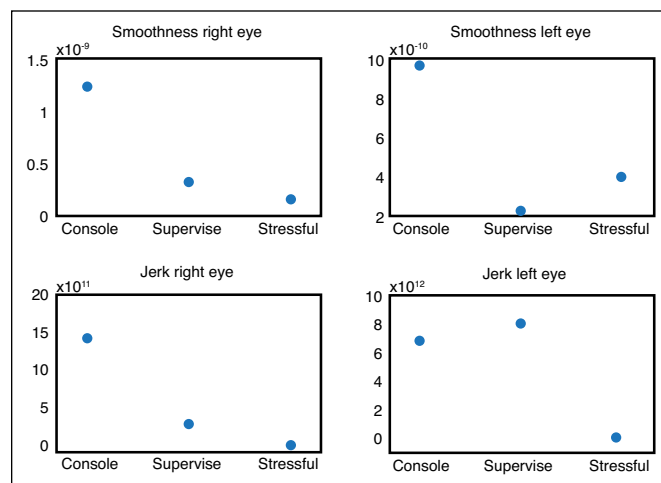 Smoothness right eye
x10-9
1.5
1
0.5
0
Console Supervise Stressful
Smoothness left eye
x10-10
10
8
6
4
2
Console Supervise Stressful
Jerk right eye
x1011
20
15
10
5
0
Console Supervise Stressful
Jerk left eye
x1012
10
8
6
4
2
0
Console Supervise Stressful